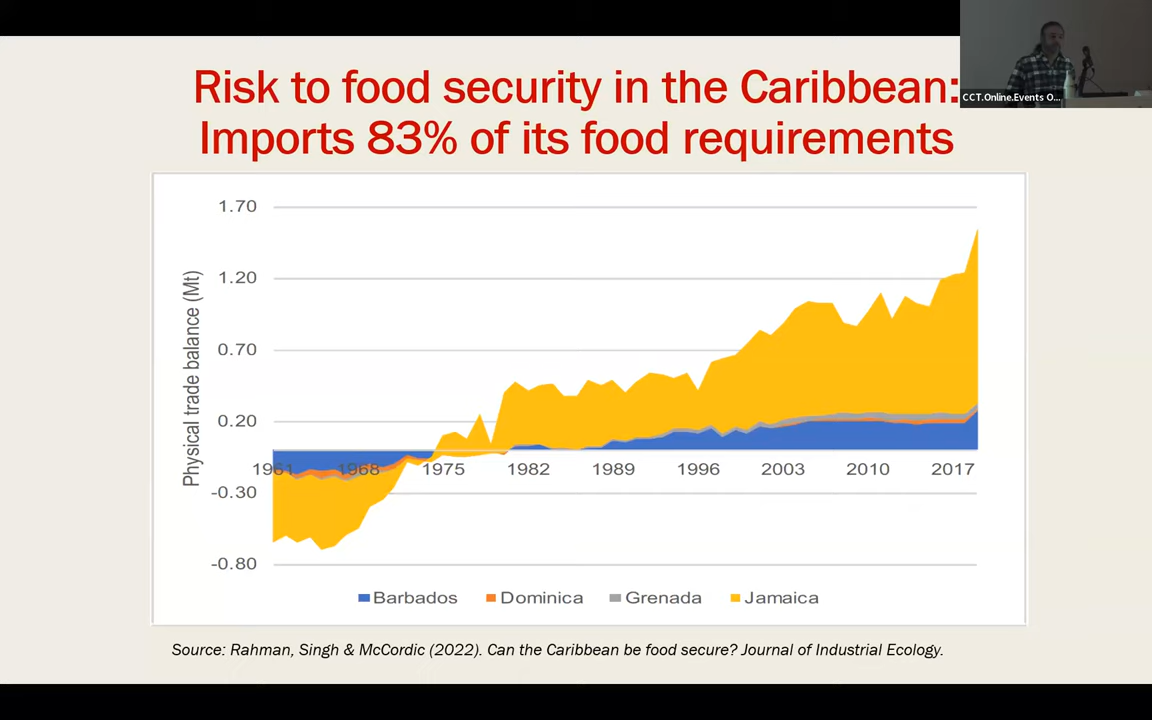 Risk to food security in the Caribbean:
Imports 83% of its food requirements
CCT.Online.Events O...
Physical trade balance (Mt)
1.70
1.20
0.70
0.20
-0.30
-0.80
1961 1968 1975 1982 1989 1996 2003 2010 2017
Barbados Dominica Grenada Jamaica
Source: Rahman, Singh & McCordic (2022). Can the Caribbean be food secure? Journal of Industrial Ecology.